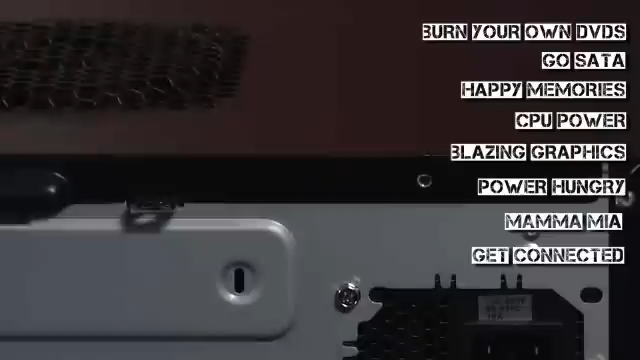 BURN YOUR OWN DVDS
GO SATA
HAPPY MEMORIES
CPU POWER
BLAZING GRAPHICS
POWER HUNGRY
MAMMA MIA
GET CONNECTED